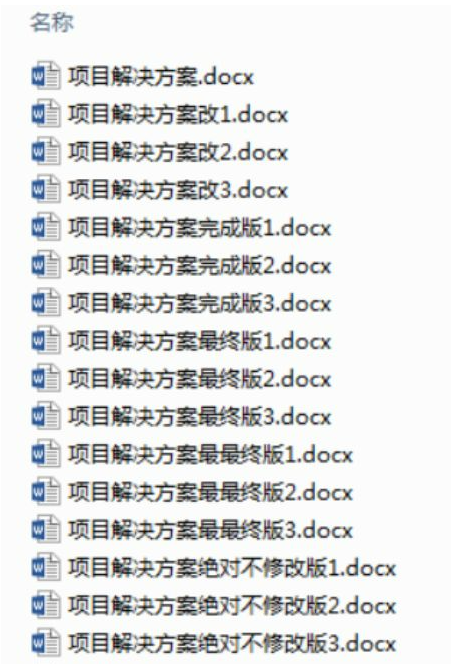 名称
项目解决方案.docx
项目解决方案改1.docx
项目解决方案改2.docx
项目解决方案改3.docx
项目解决方案完成版1.docx
项目解决方案完成版2.docx
项目解决方案完成版3.docx
项目解决方案最终版1.docx
项目解决方案最终版2.docx
项目解决方案最终版3.docx
项目解决方案最最终版1.docx
项目解决方案最最终版2.docx
项目解决方案最最终版3.docx
项目解决方案绝对不修改版1.docx
项目解决方案绝对不修改版2.docx
项目解决方案绝对不修改版3.docx